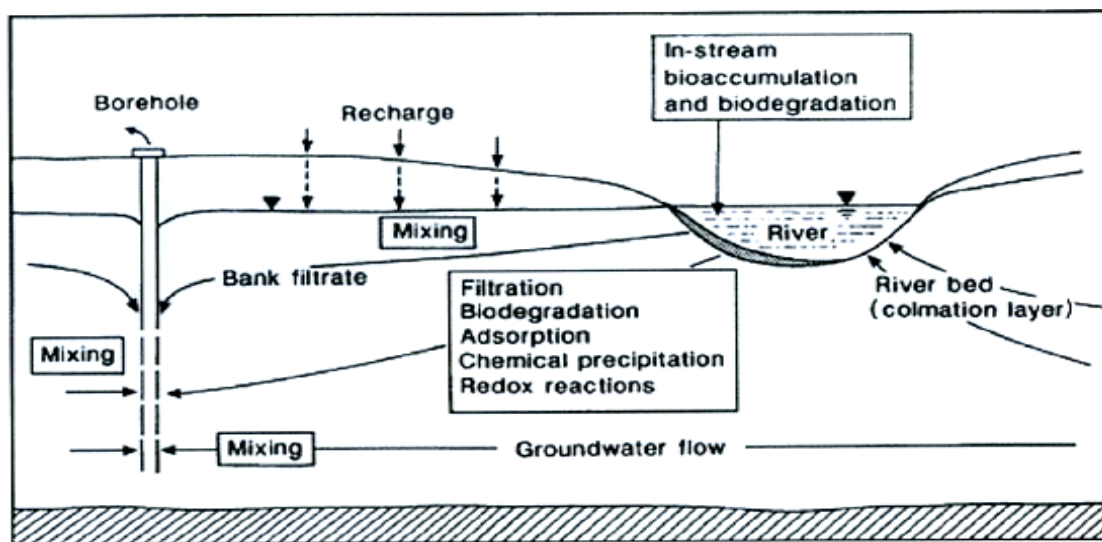 In-stream
bioaccumulation
and biodegradation
Borehole
Recharge
Mixing
River
Bank filtrate
Filtration
Biodegradation
Adsorption
Chemical precipitation
Redox reactions
River bed
(colmation layer)
Mixing
Mixing
Groundwater flow